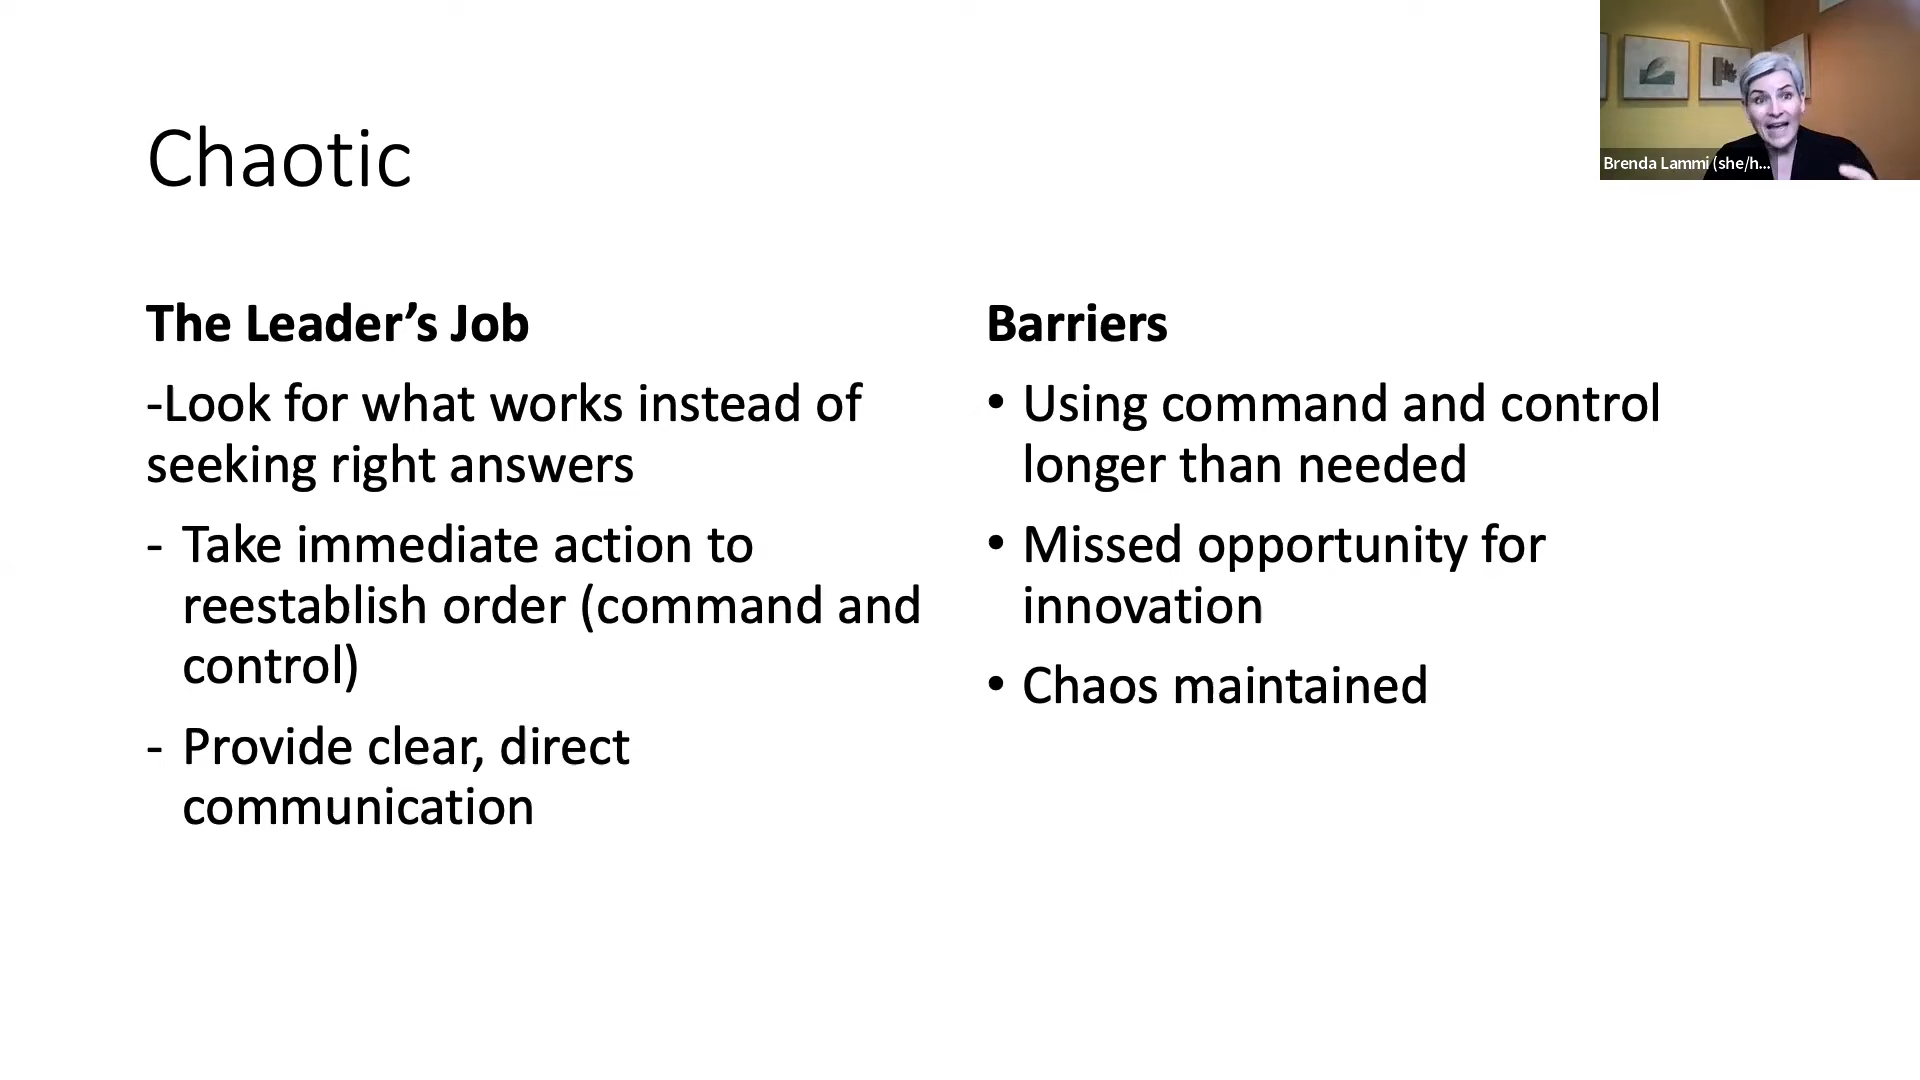 Chaotic
Brenda Lammi (she/h...
The Leader’s Job
-Look for what works instead of
seeking right answers
- Take immediate action to
reestablish order (command and
control)
- Provide clear, direct
communication
Barriers
• Using command and control
longer than needed
• Missed opportunity for
innovation
• Chaos maintained